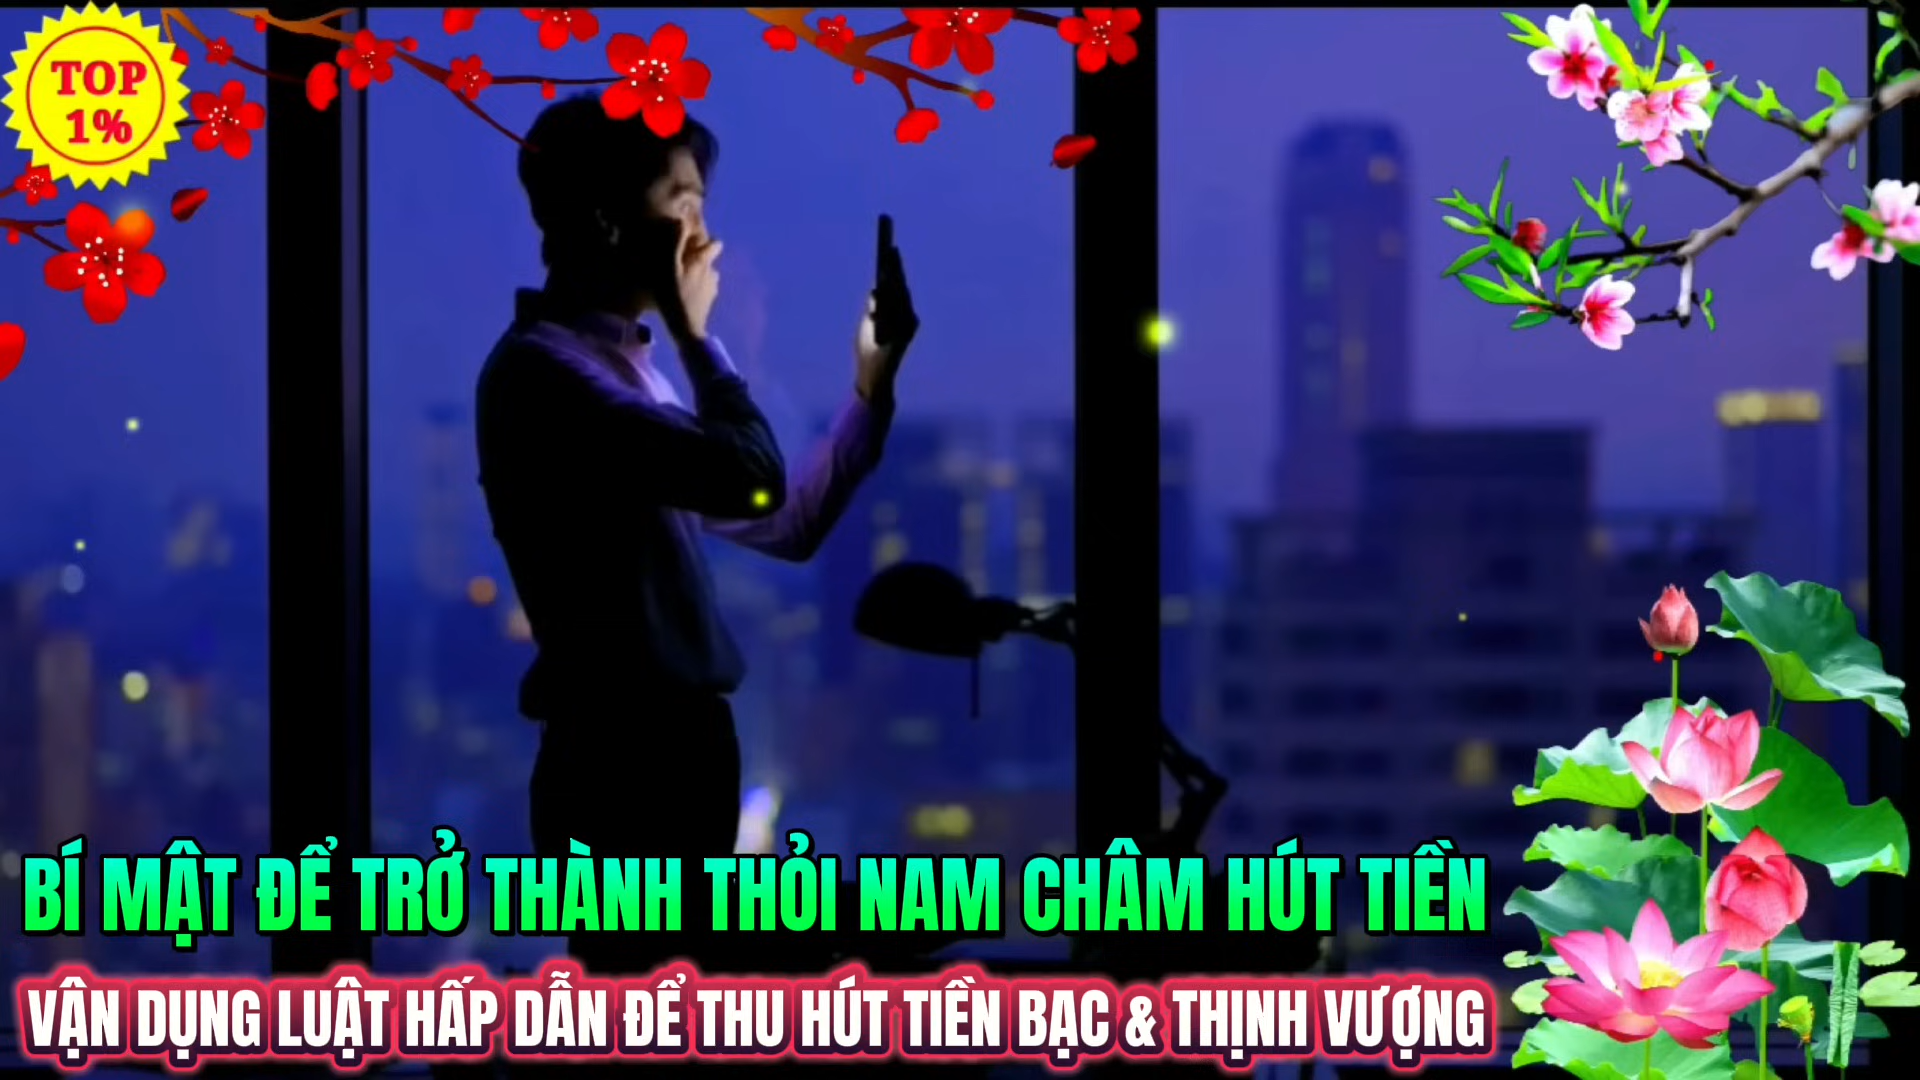 TOP
1%
BÍ MẬT ĐỂ TRỞ THÀNH THỎI NAM CHÂM HÚT TIỀN
VẬN DỤNG LUẬT HẤP DẪN ĐỂ THU HÚT TIỀN BẠC & THỊNH VƯỢNG